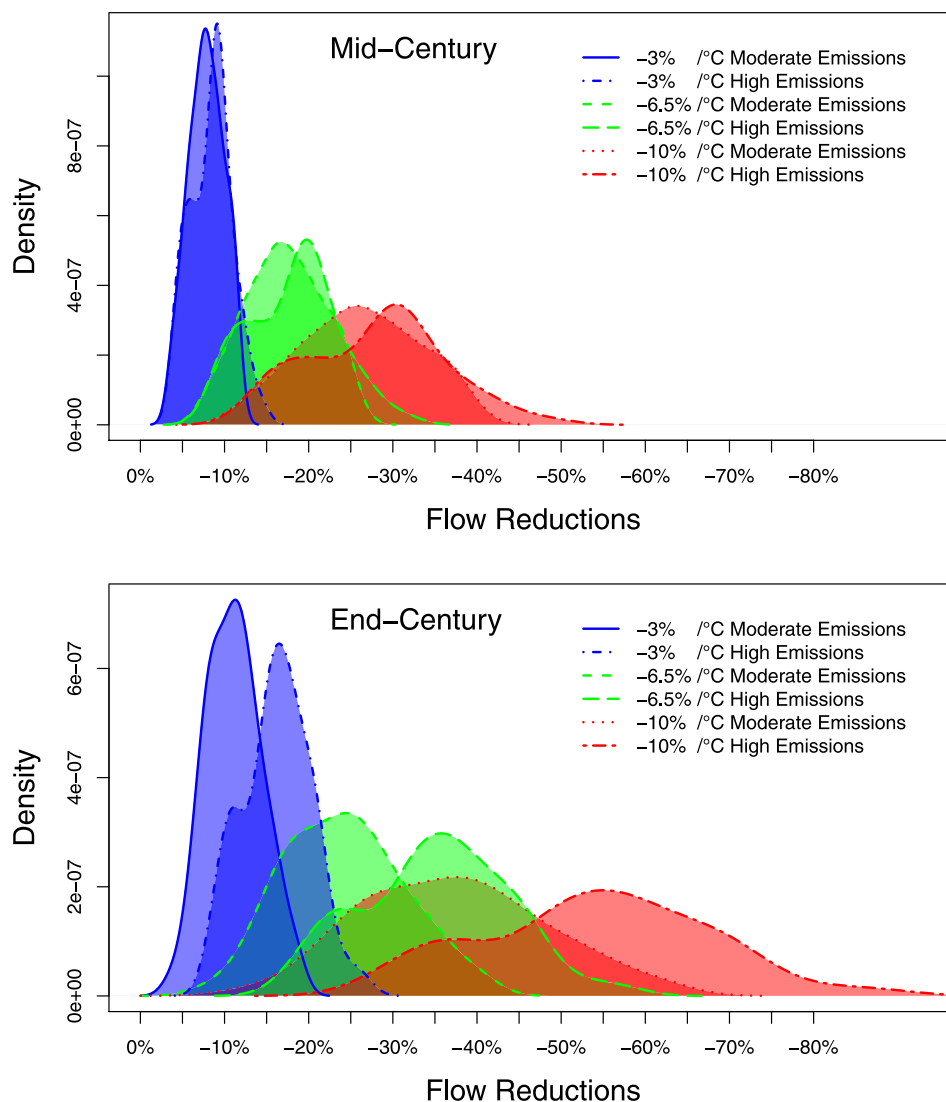 Mid−Century
−3% /°C Moderate Emissions
−3% /°C High Emissions
−6.5% /°C Moderate Emissions
−6.5% /°C High Emissions
−10% /°C Moderate Emissions
−10% /°C High Emissions
Density
0e+00 4e−07 8e−07
0% −10% −20% −30% −40% −50% −60% −70% −80%
Flow Reductions
End−Century
−3% /°C Moderate Emissions
−3% /°C High Emissions
−6.5% /°C Moderate Emissions
−6.5% /°C High Emissions
−10% /°C Moderate Emissions
−10% /°C High Emissions
Density
0e+00 2e−07 4e−07 6e−07
0% −10% −20% −30% −40% −50% −60% −70% −80%
Flow Reductions